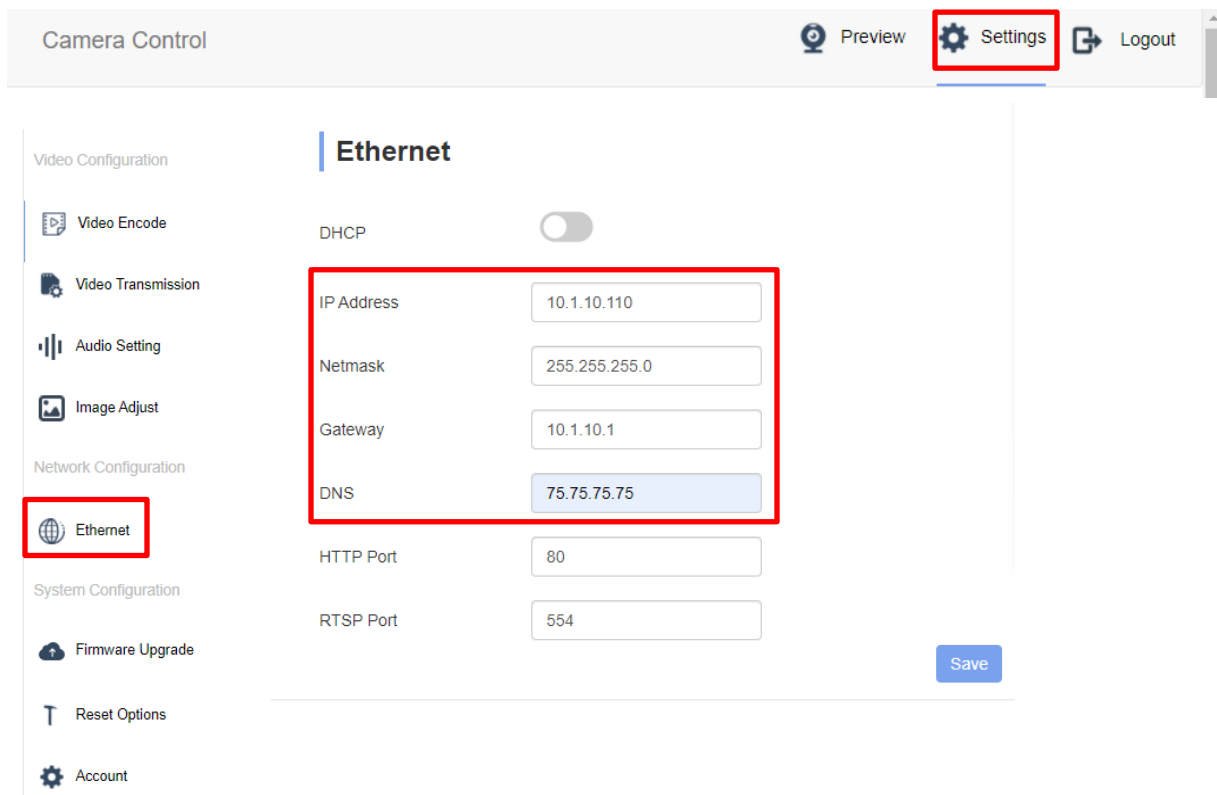 Camera Control
Preview
Settings
Logout
Video Configuration
Video Encode
Video Transmission
Audio Setting
Image Adjust
Network Configuration
Ethernet
System Configuration
Firmware Upgrade
Reset Options
Account
Ethernet
DHCP
IP Address 10.1.10.110
Netmask 255.255.255.0
Gateway 10.1.10.1
DNS 75.75.75.75
HTTP Port 80
RTSP Port 554
Save